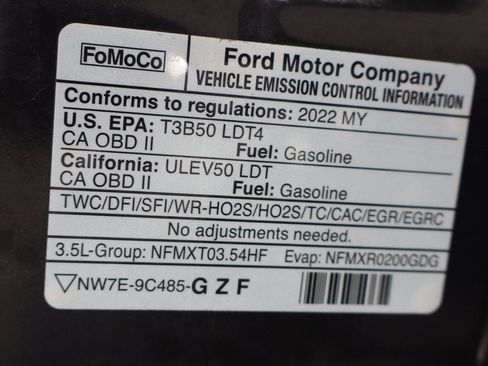 FoMoCo
Ford Motor Company
VEHICLE EMISSION CONTROL INFORMATION
Conforms to regulations: 2022 MY
U.S. EPA: T3B50 LDT4
CA OBD II Fuel: Gasoline
California: ULEV50 LDT
CA OBD II Fuel: Gasoline
TWC/DFI/SFI/WR-HO2S/HO2S/TC/CAC/EGR/EGRC
No adjustments needed.
3.5L-Group: NFMXT03.54HF Evap: NFMXR0200GDG
NW7E-9C485-G Z F